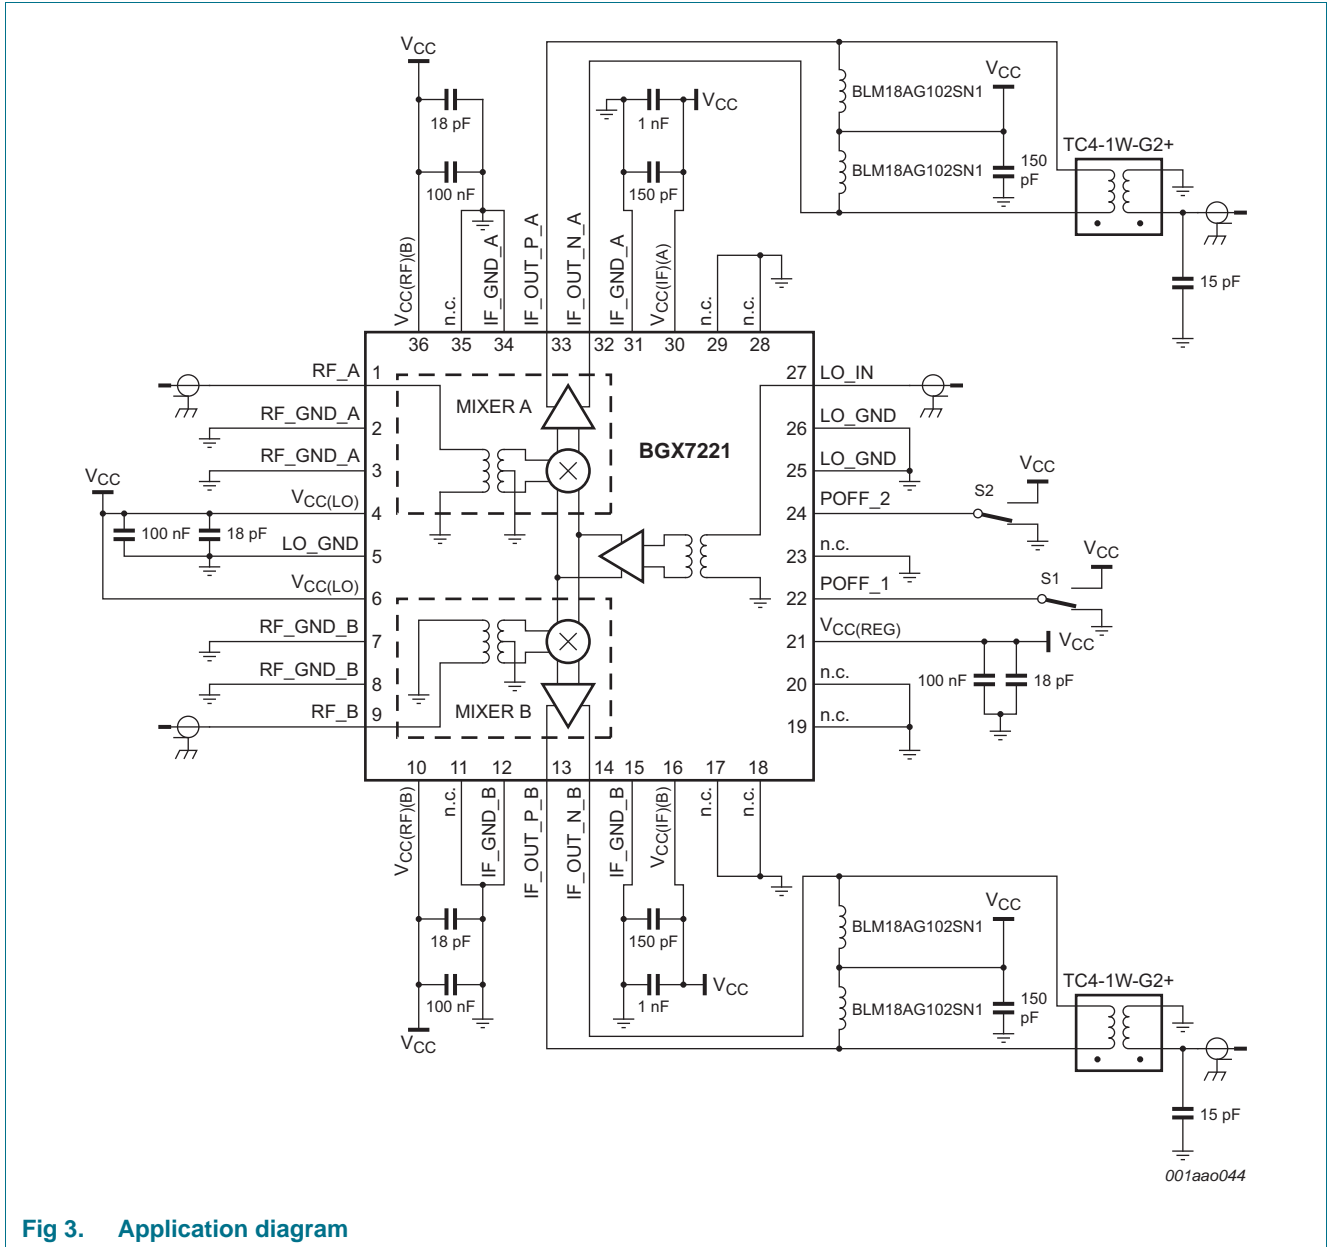 VCC
18 pF
100 nF
VCC
1 nF
150 pF
BLM18AG102SN1
BLM18AG102SN1
VCC
150
pF
TC4-1W-G2+
15 pF
VCC(RF)(B)
n.c.
IF_GND_A
IF_OUT_P_A
IF_OUT_N_A
IF_GND_A
VCC(IF)(A)
n.c.
n.c.
36 35 34 33 32 31 30 29 28
RF_A 1
RF_GND_A
2
RF_GND_A
3
VCC
VCC(LO)
4
100 nF
18 pF
LO_GND
5
VCC(LO)
6
RF_GND_B
7
RF_GND_B
8
RF_B 9
MIXER A
BGX7221
MIXER B
27 LO_IN
LO_GND
26
LO_GND
25
POFF_2
24
S2
VCC
n.c.
23
POFF_1
22
S1
VCC
VCC(REG)
21
VCC
100 nF
18 pF
n.c.
20
n.c.
19
10 11 12 13 14 15 16 17 18
VCC(RF)(B)
n.c.
IF_GND_B
IF_OUT_P_B
IF_OUT_N_B
IF_GND_B
VCC(IF)(B)
n.c.
n.c.
18 pF
100 nF
VCC
150 pF
1 nF
VCC
BLM18AG102SN1
BLM18AG102SN1
VCC
150
pF
TC4-1W-G2+
15 pF
001aao044
Fig 3. Application diagram